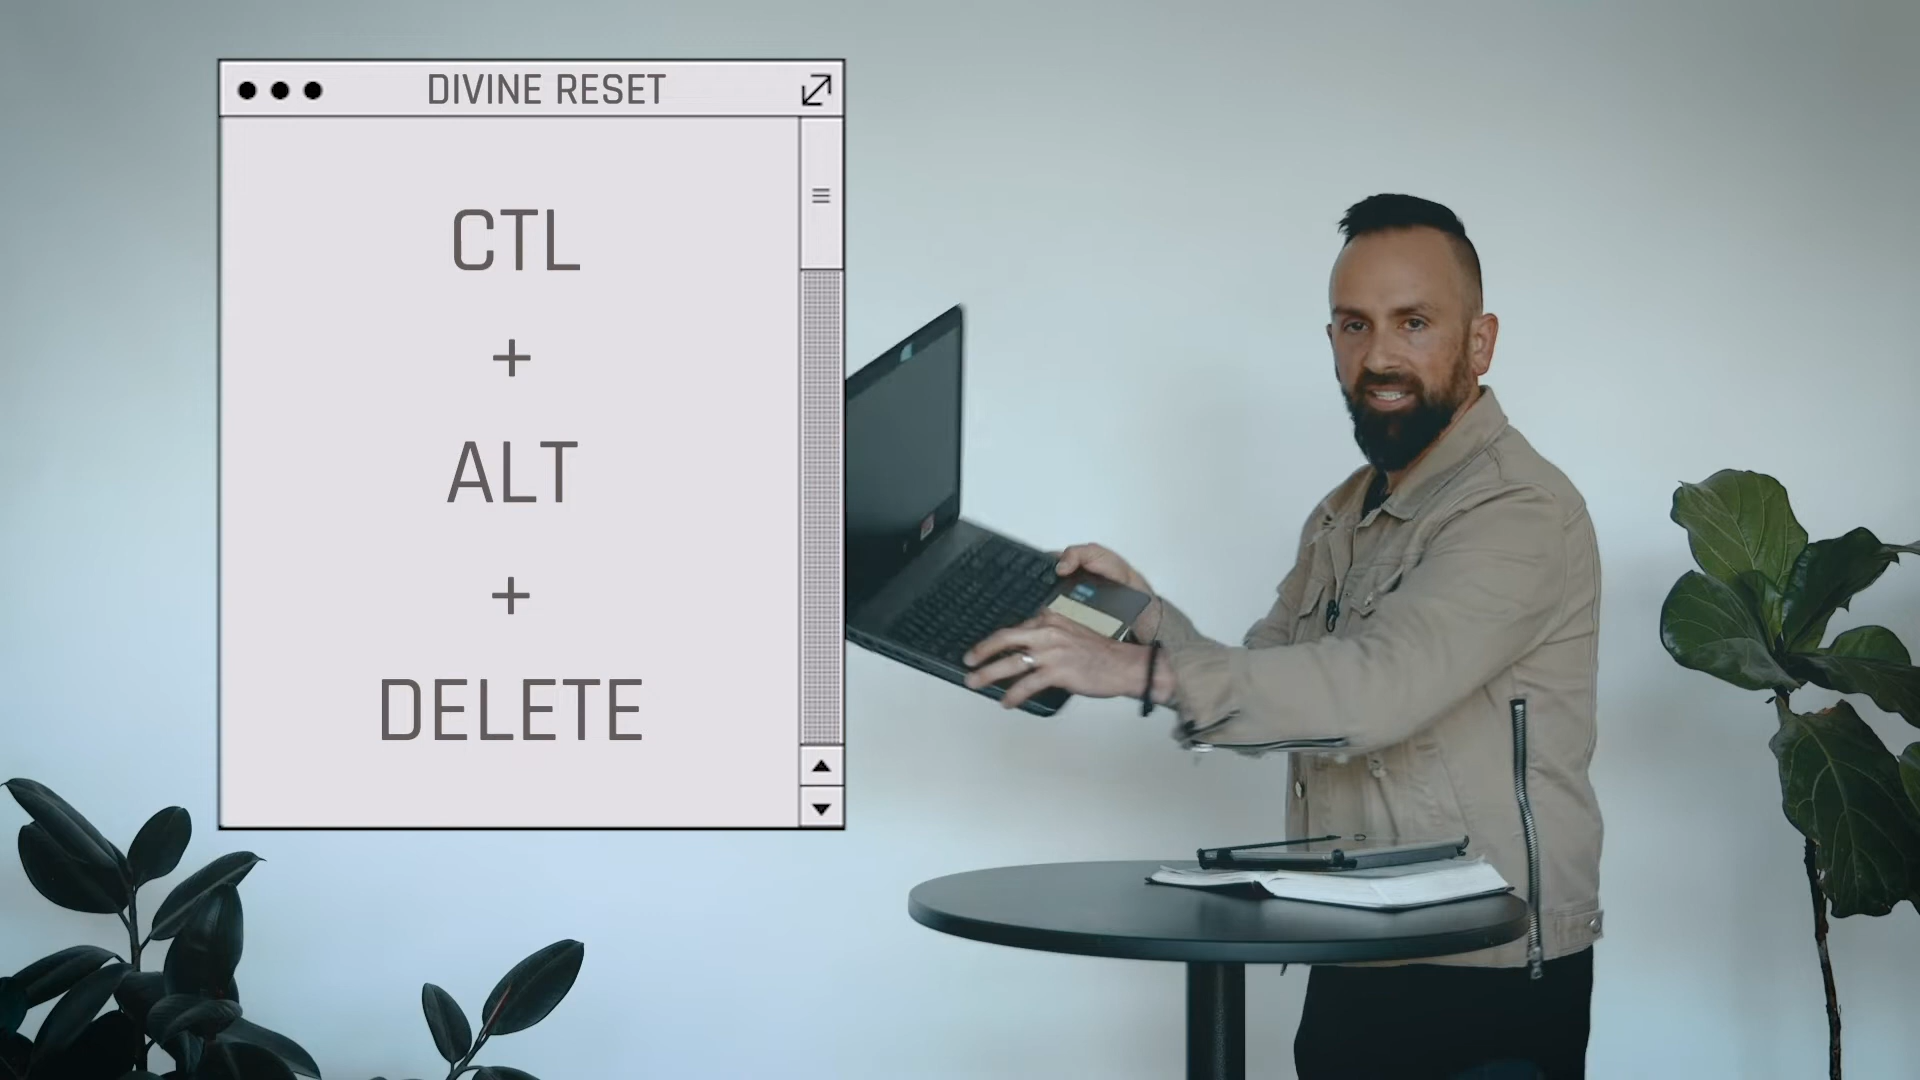 DIVINE RESET
CTL
+
ALT
+
DELETE